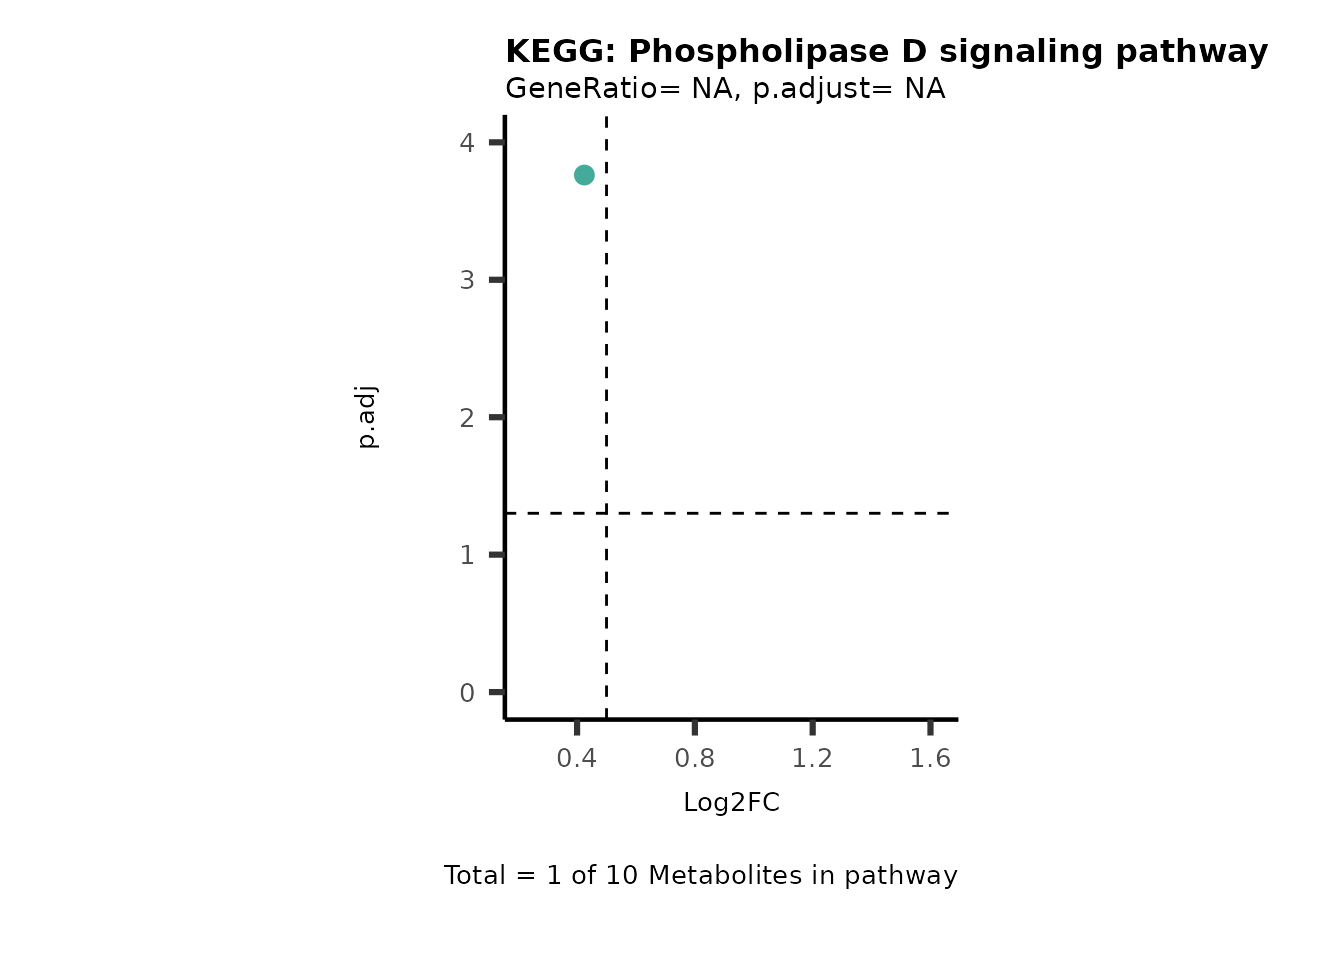 KEGG: Phospholipase D signaling pathway
GeneRatio= NA, p.adjust= NA
4
3
2
1
0
p.adj
0.4 0.8 1.2 1.6
Log2FC
Total = 1 of 10 Metabolites in pathway